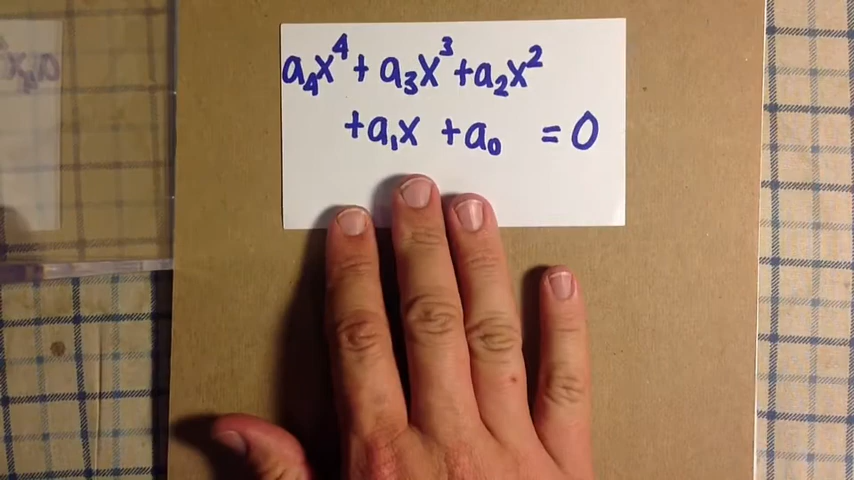 a₄x⁴ + a₃x³ + a₂x²
+ a₁x + a₀ = 0